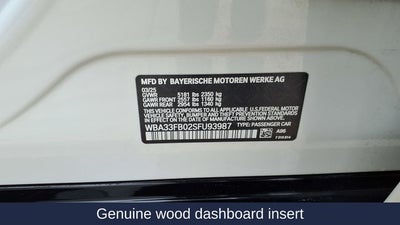 MFD BY BAYERISCHE MOTOREN WERKE AG
03/25
GVWR 5181 lbs 2350 kg
GAWR FRONT 2557 lbs 1160 kg
GAWR REAR 2954 lbs 1340 kg
THIS VEHICLE CONFORMS TO ALL APPLICABLE
U.S. FEDERAL MOTOR VEHICLE SAFETY,
BUMPER, AND THEFT PREVENTION STANDARDS
IN EFFECT ON THE DATE OF
MANUFACTURE SHOWN ABOVE.
WBA33FB02SFU93987 TYPE: PASSENGER CAR
A96
Genuine wood dashboard insert